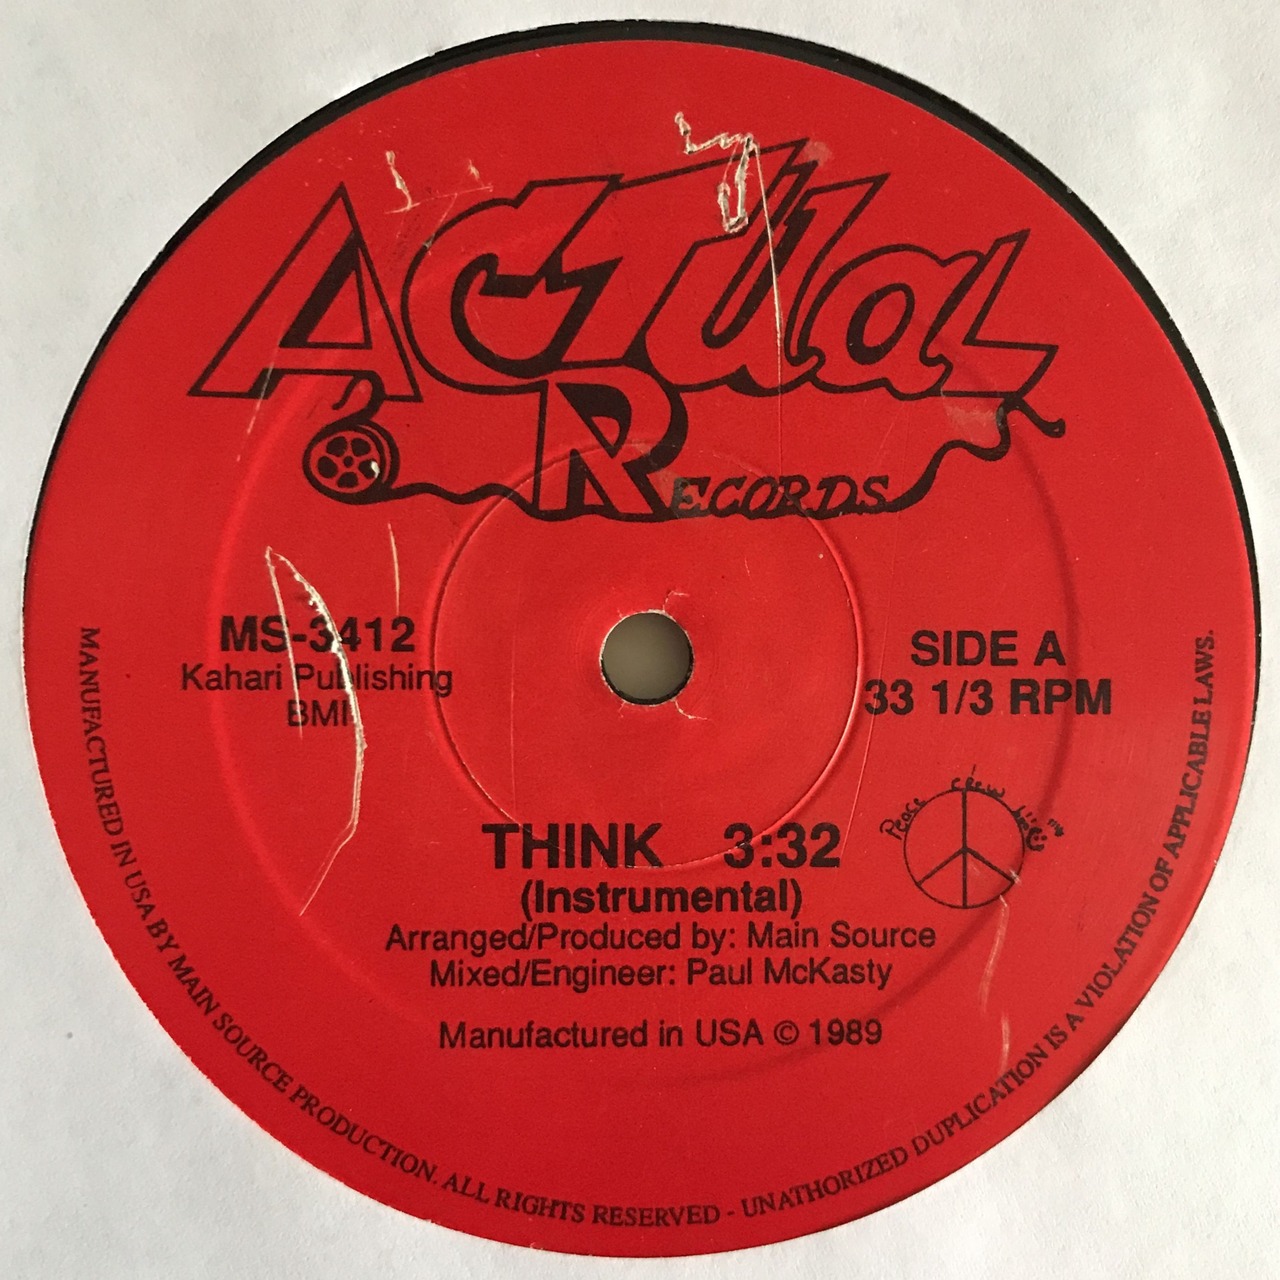 ACTUAL
RECORDS
MS-3412
Kahari Publishing
BMI
SIDE A
33 1/3 RPM
Peace crew
THINK 3:32
(Instrumental)
Arranged/Produced by: Main Source
Mixed/Engineer: Paul McKasty
Manufactured in USA © 1989
MANUFACTURED IN USA BY MAIN SOURCE PRODUCTION. ALL RIGHTS RESERVED - UNATHORIZED DUPLICATION IS A VIOLATION OF APPLICABLE LAWS.